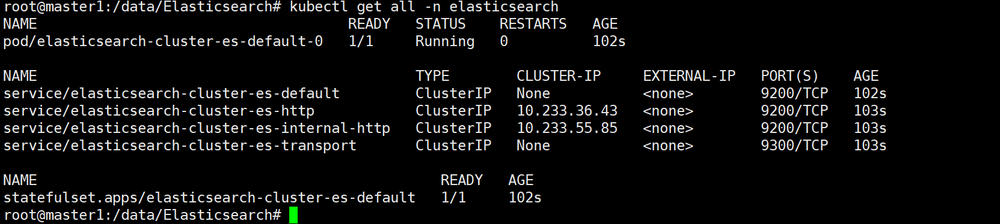 root@master1:/data/Elasticsearch# kubectl get all -n elasticsearch
NAME                                     READY   STATUS    RESTARTS   AGE
pod/elasticsearch-cluster-es-default-0   1/1     Running   0          102s

NAME                                             TYPE        CLUSTER-IP     EXTERNAL-IP   PORT(S)    AGE
service/elasticsearch-cluster-es-default         ClusterIP   None           <none>        9200/TCP   102s
service/elasticsearch-cluster-es-http            ClusterIP   10.233.36.43   <none>        9200/TCP   103s
service/elasticsearch-cluster-es-internal-http   ClusterIP   10.233.55.85   <none>        9200/TCP   103s
service/elasticsearch-cluster-es-transport       ClusterIP   None           <none>        9300/TCP   103s

NAME                                                READY   AGE
statefulset.apps/elasticsearch-cluster-es-default   1/1     102s
root@master1:/data/Elasticsearch#